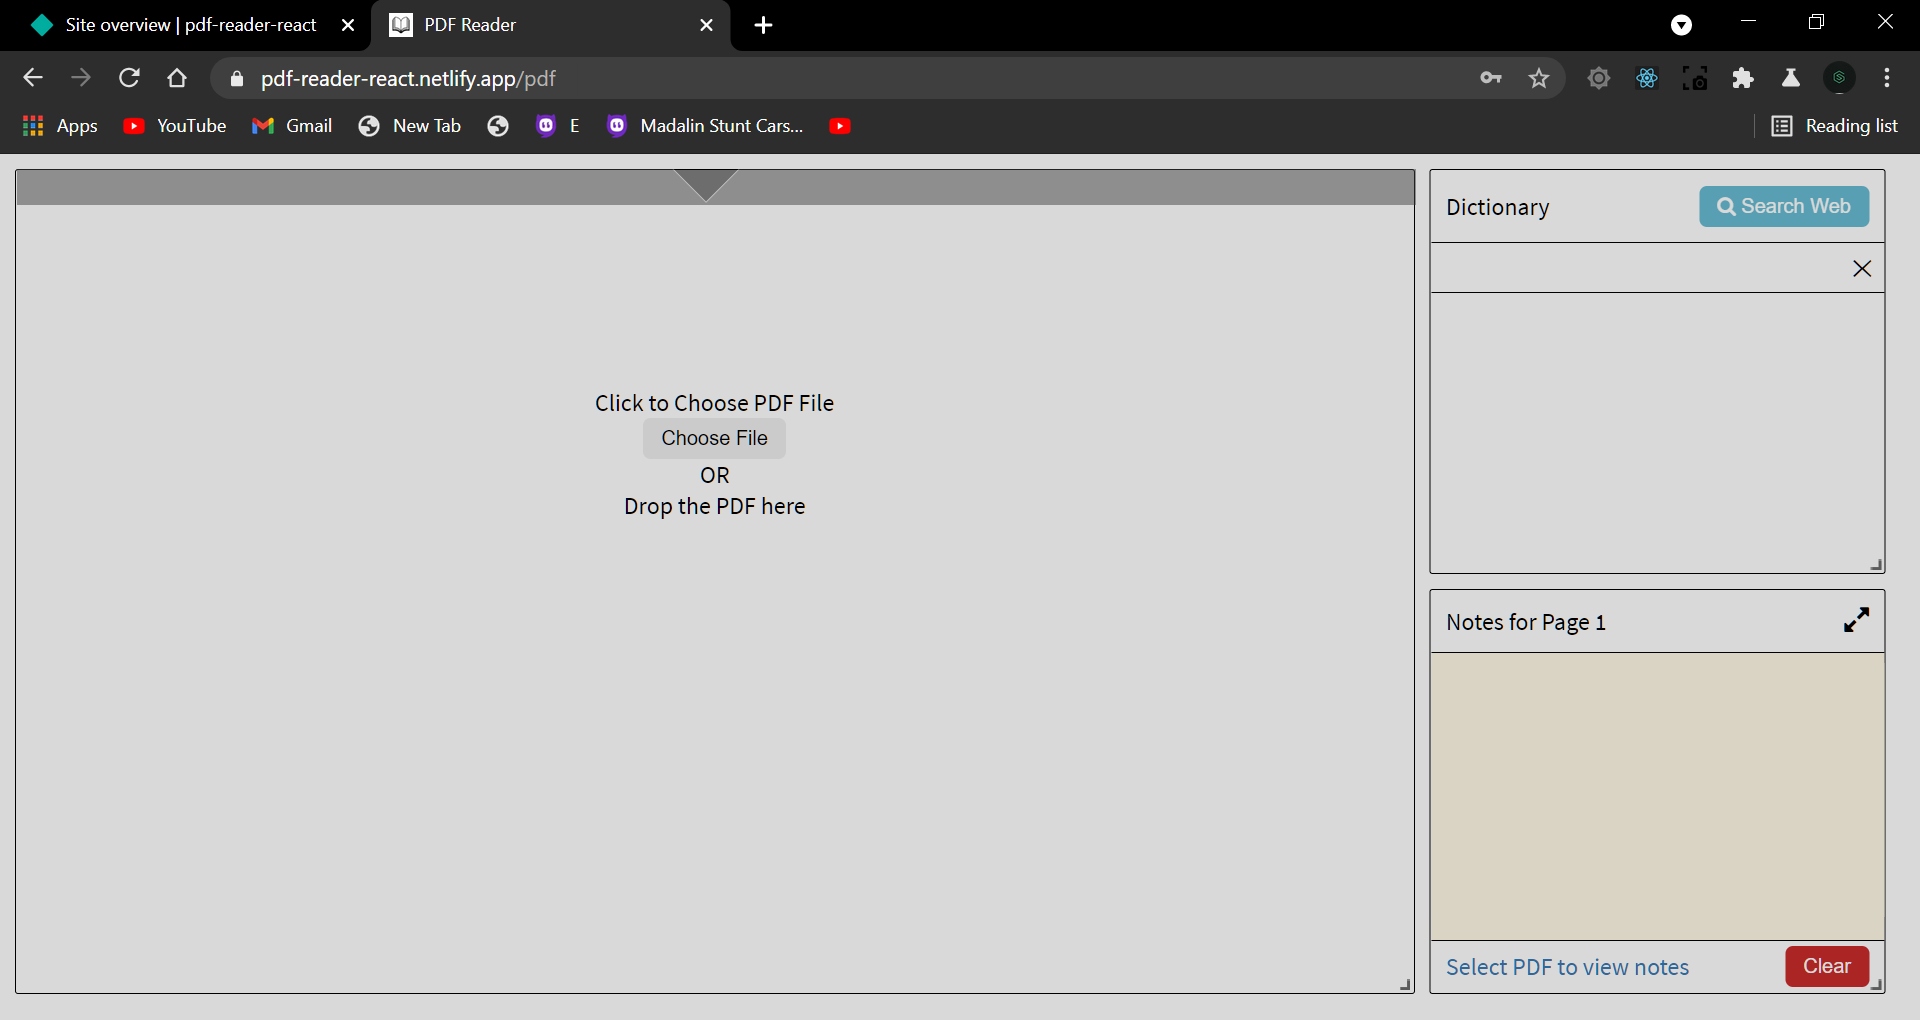 Site overview | pdf-reader-react
PDF Reader
pdf-reader-react.netlify.app/pdf
Apps
YouTube
Gmail
New Tab
E
Madalin Stunt Cars...
Reading list
Click to Choose PDF File
Choose File
OR
Drop the PDF here
Dictionary
Search Web
Notes for Page 1
Select PDF to view notes
Clear